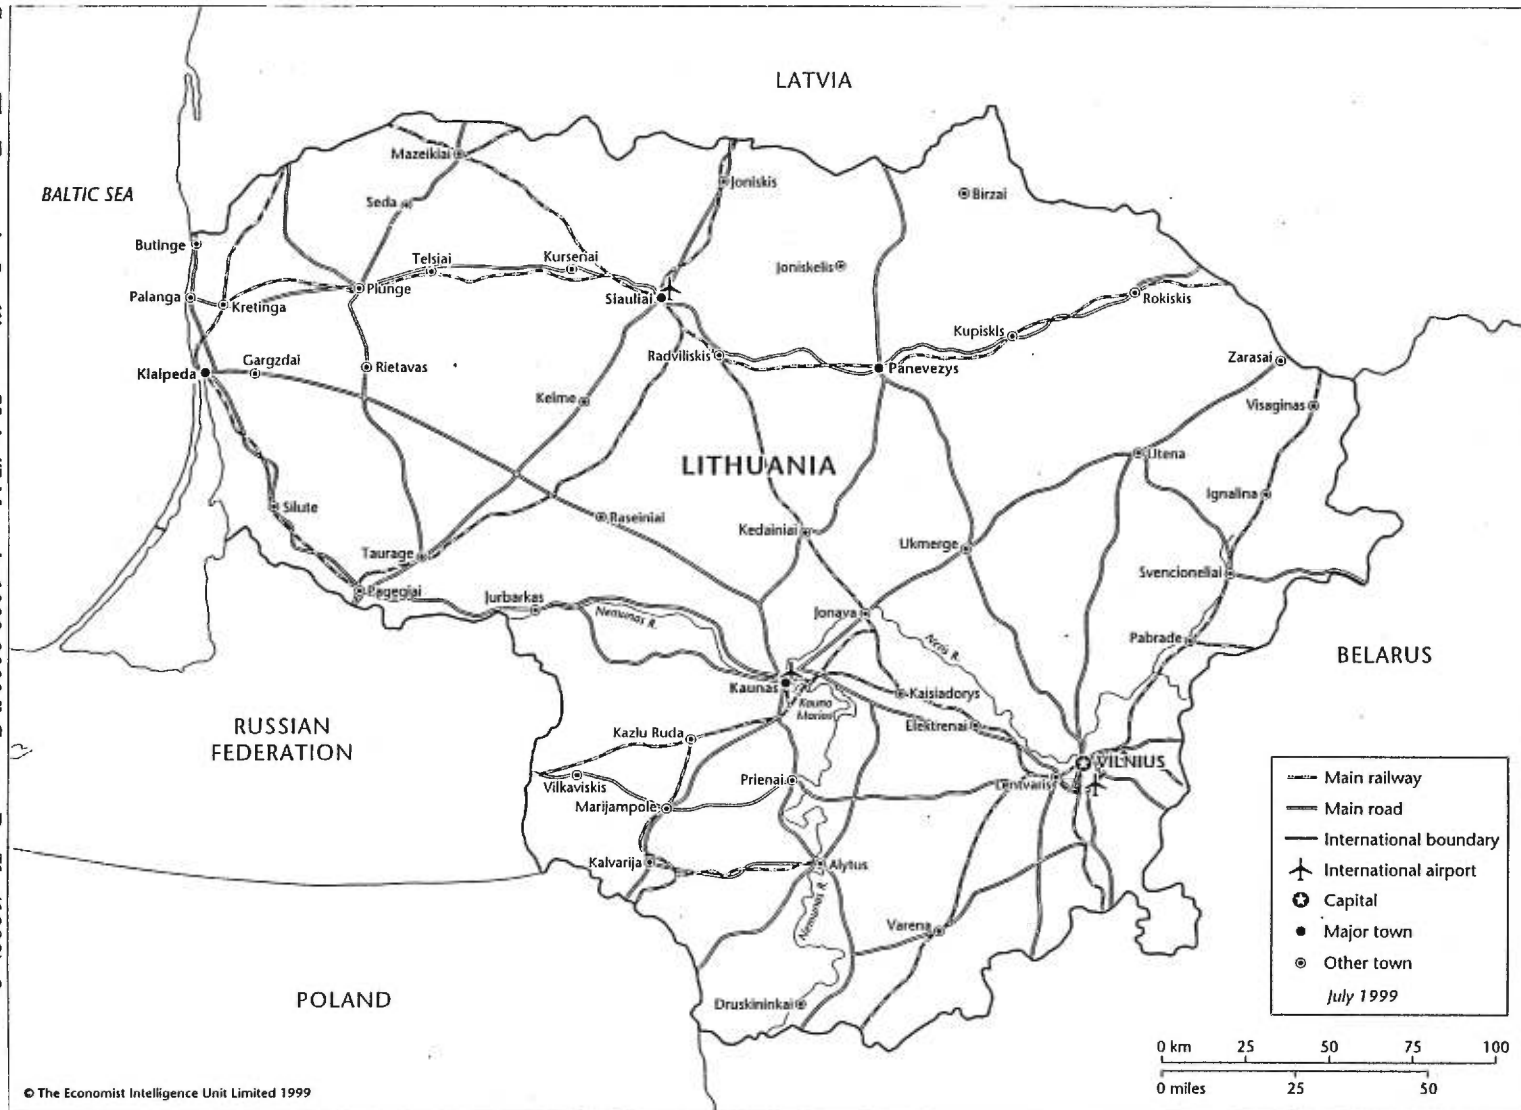 LATVIA
BALTIC SEA
Mazeikiai
Joniskis
Birzai
Seda
Butinge
Telsiai
Kursenai
Joniskelis
Palanga
Kretinga
Plunge
Siauliai
Rokiskis
Kupiskis
Radviliskis
Panevezys
Zarasai
Klaipeda
Gargzdai
Rietavas
Kelme
Visaginas
LITHUANIA
Utena
Ignalina
Silute
Raseiniai
Kedainiai
Ukmerge
Taurage
Svencioneliai
Pagegiai
Jurbarkas
Nemunas R.
Jonava
Neris R.
Pabrade
BELARUS
Kaunas
Kauno
Marios
Kaisiadorys
Elektrenai
RUSSIAN
FEDERATION
Kazlu Ruda
VILNIUS
Vilkaviskis
Prienai
Lentvaris
Marijampole
Kalvarija
Alytus
Nemunas R.
Varena
POLAND
Druskininkai
Main railway
Main road
International boundary
International airport
Capital
Major town
Other town
July 1999
0 km 25 50 75 100
0 miles 25 50
© The Economist Intelligence Unit Limited 1999